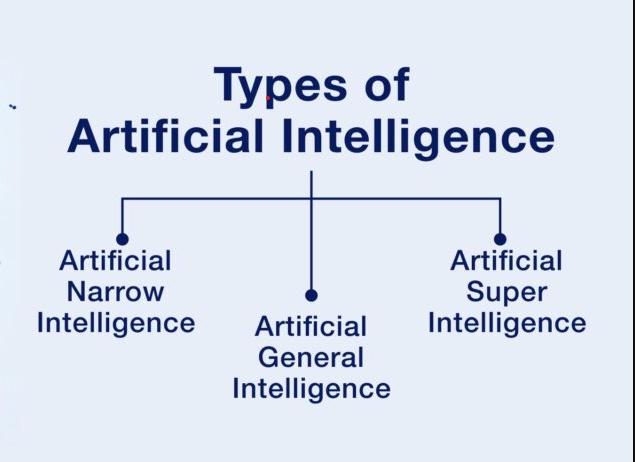 Types of
Artificial Intelligence
Artificial
Narrow
Intelligence
Artificial
General
Intelligence
Artificial
Super
Intelligence